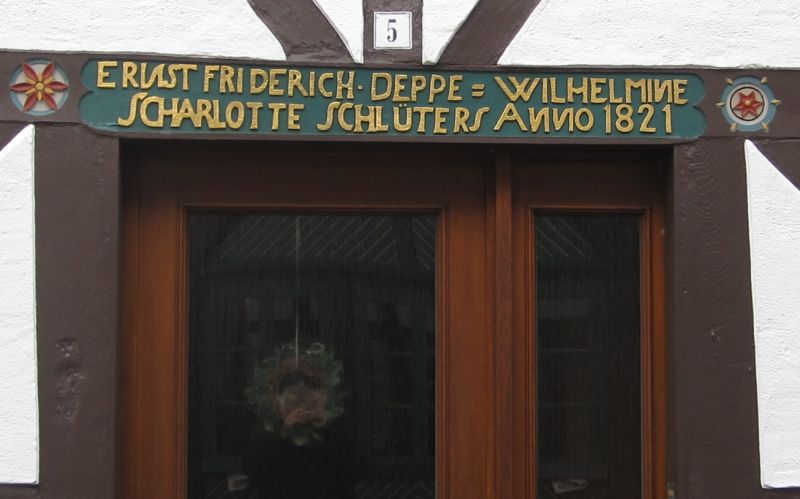 5
ERNST FRIDERICH · DEPPE = WILHELMINE
SCHARLOTTE SCHLÜTERS ANNO 1821